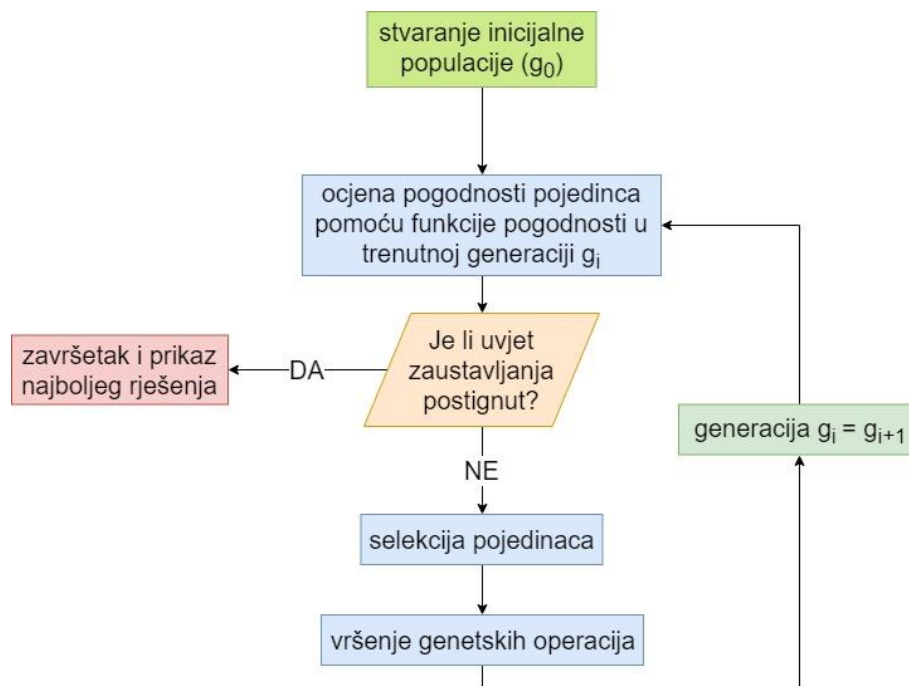 stvaranje inicijalne
populacije (g0)
ocjena pogodnosti pojedinca
pomoću funkcije pogodnosti u
trenutnoj generaciji gi
Je li uvjet
zaustavljanja
postignut?
DA
završetak i prikaz
najboljeg rješenja
NE
generacija gi = gi+1
selekcija pojedinaca
vršenje genetskih operacija